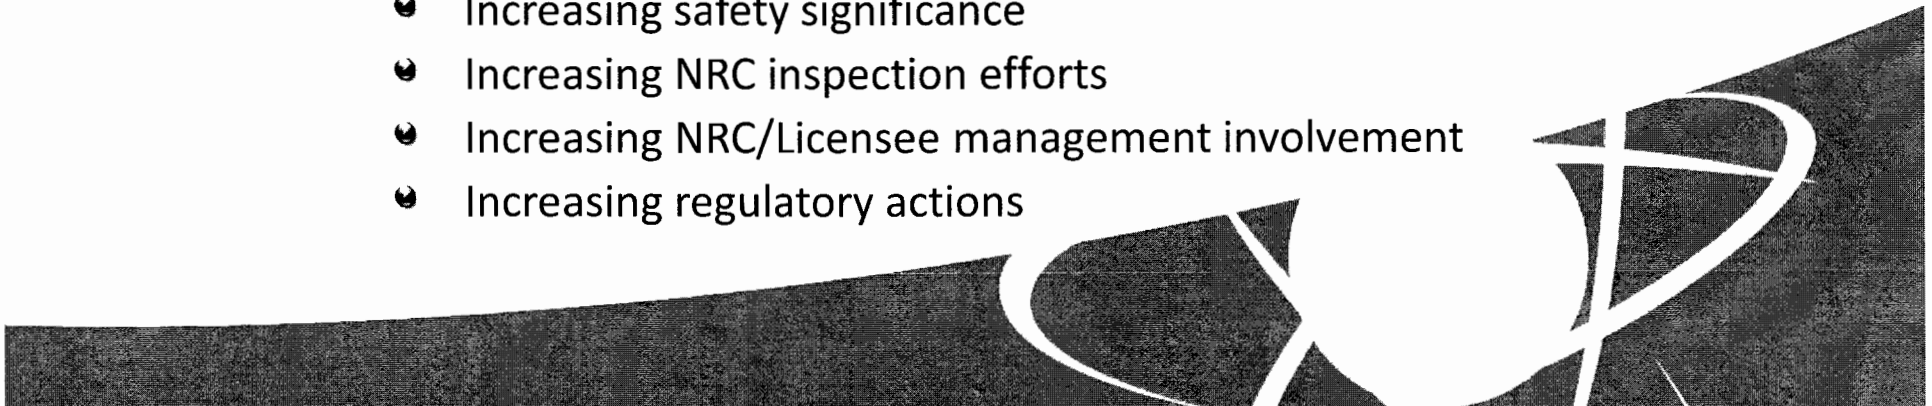 Increasing safety significance
Increasing NRC inspection efforts
Increasing NRC/Licensee management involvement
Increasing regulatory actions